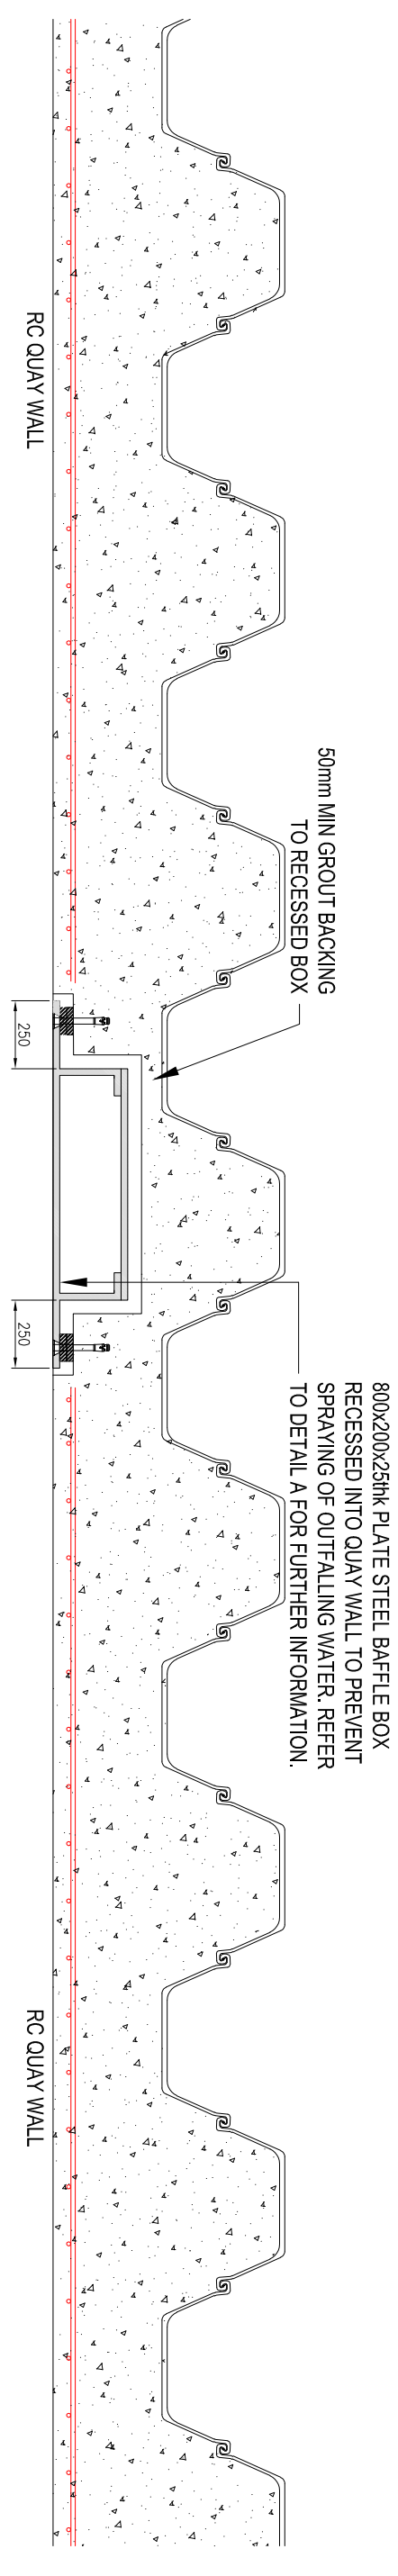 50mm MIN GROUT BACKING
TO RECESSED BOX
800x200x25thk PLATE STEEL BAFFLE BOX
RECESSED INTO QUAY WALL TO PREVENT
SPRAYING OF OUTFALLING WATER. REFER
TO DETAIL A FOR FURTHER INFORMATION.
RC QUAY WALL
250
250
RC QUAY WALL